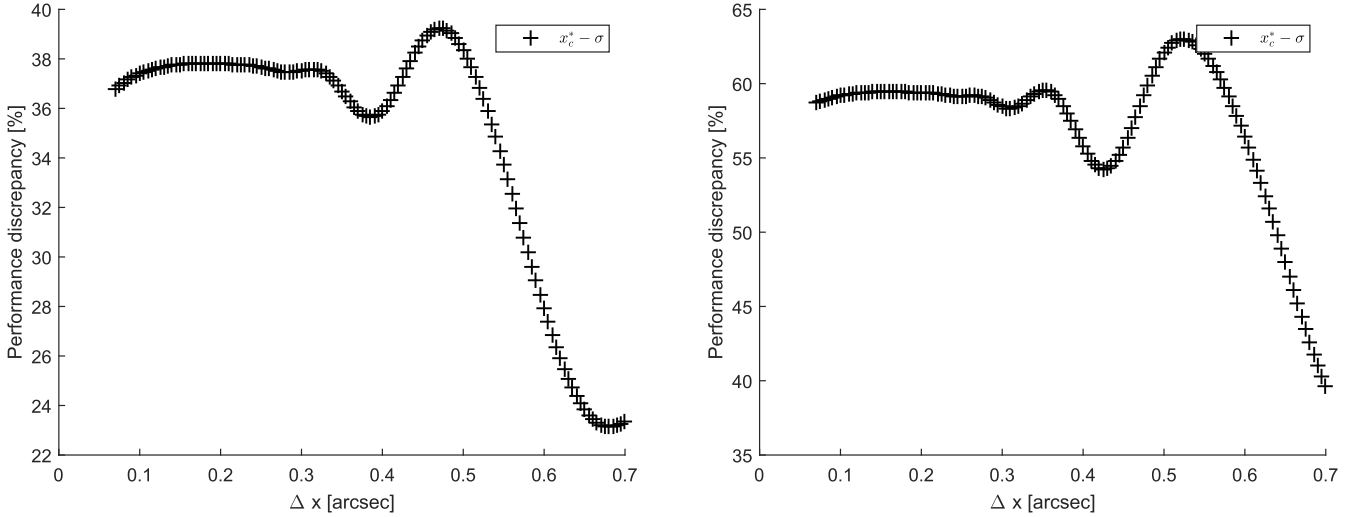 40
38
36
34
32
30
28
26
24
22
0 0.1 0.2 0.3 0.4 0.5 0.6 0.7
Performance discrepancy [%]
Δ x [arcsec]
x_c^* − σ
65
60
55
50
45
40
35
0 0.1 0.2 0.3 0.4 0.5 0.6 0.7
Performance discrepancy [%]
Δ x [arcsec]
x_c^* − σ